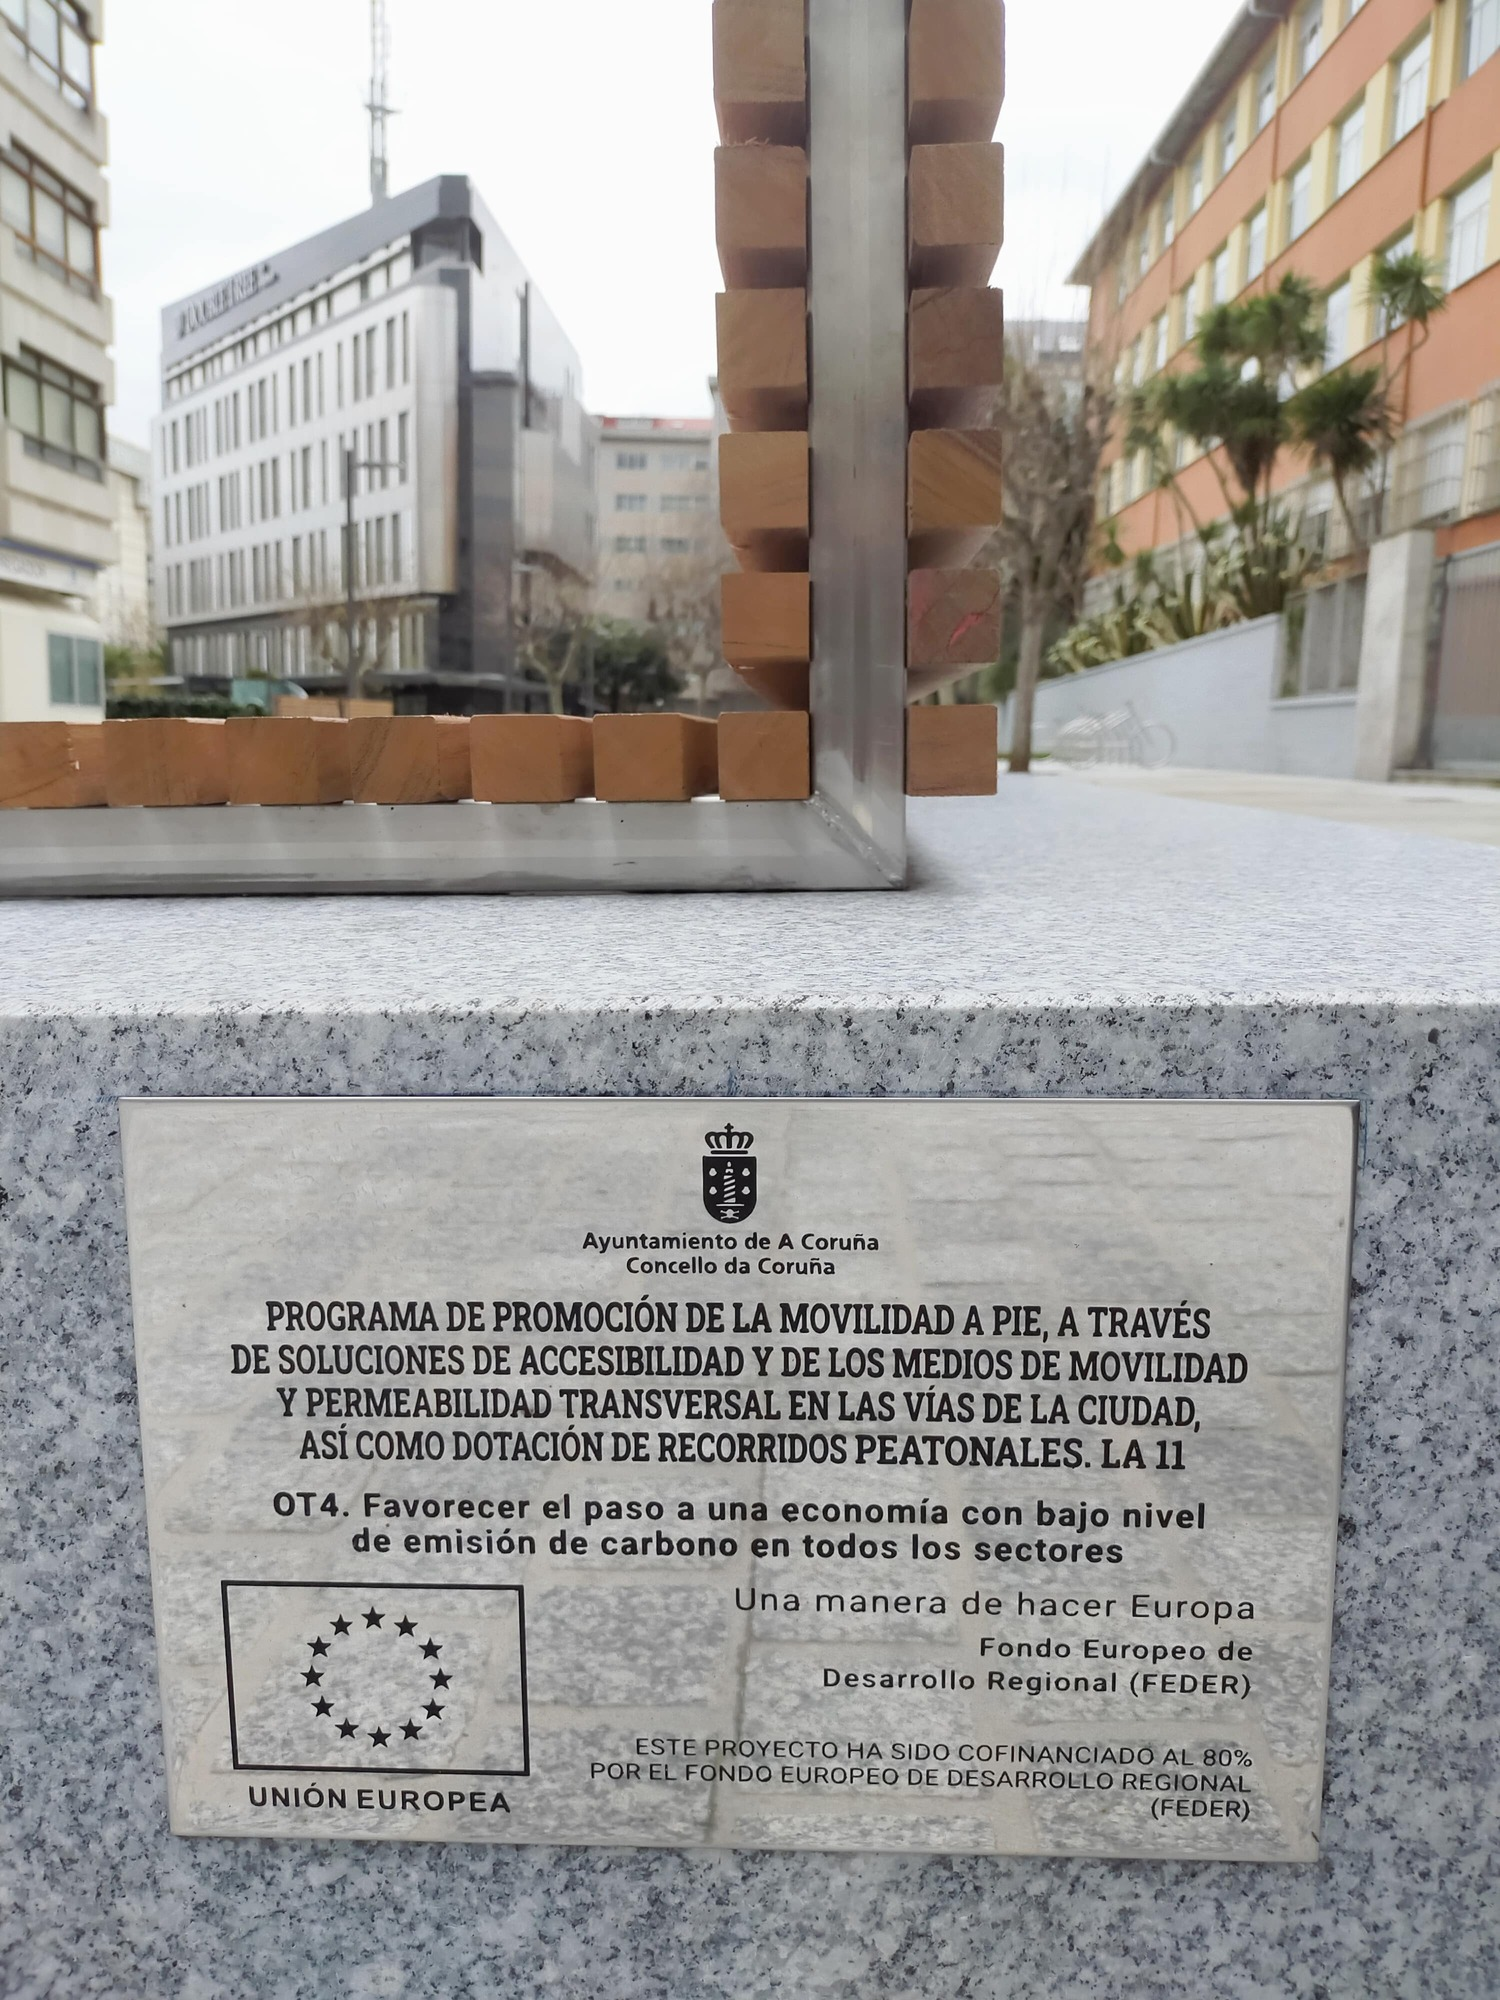 DOUBLETREE
Ayuntamiento de A Coruña
Concello da Coruña
PROGRAMA DE PROMOCIÓN DE LA MOVILIDAD A PIE, A TRAVÉS
DE SOLUCIONES DE ACCESIBILIDAD Y DE LOS MEDIOS DE MOVILIDAD
Y PERMEABILIDAD TRANSVERSAL EN LAS VÍAS DE LA CIUDAD,
ASÍ COMO DOTACIÓN DE RECORRIDOS PEATONALES. LA 11
OT4. Favorecer el paso a una economía con bajo nivel
de emisión de carbono en todos los sectores
Una manera de hacer Europa
Fondo Europeo de
Desarrollo Regional (FEDER)
ESTE PROYECTO HA SIDO COFINANCIADO AL 80%
POR EL FONDO EUROPEO DE DESARROLLO REGIONAL
(FEDER)
UNIÓN EUROPEA